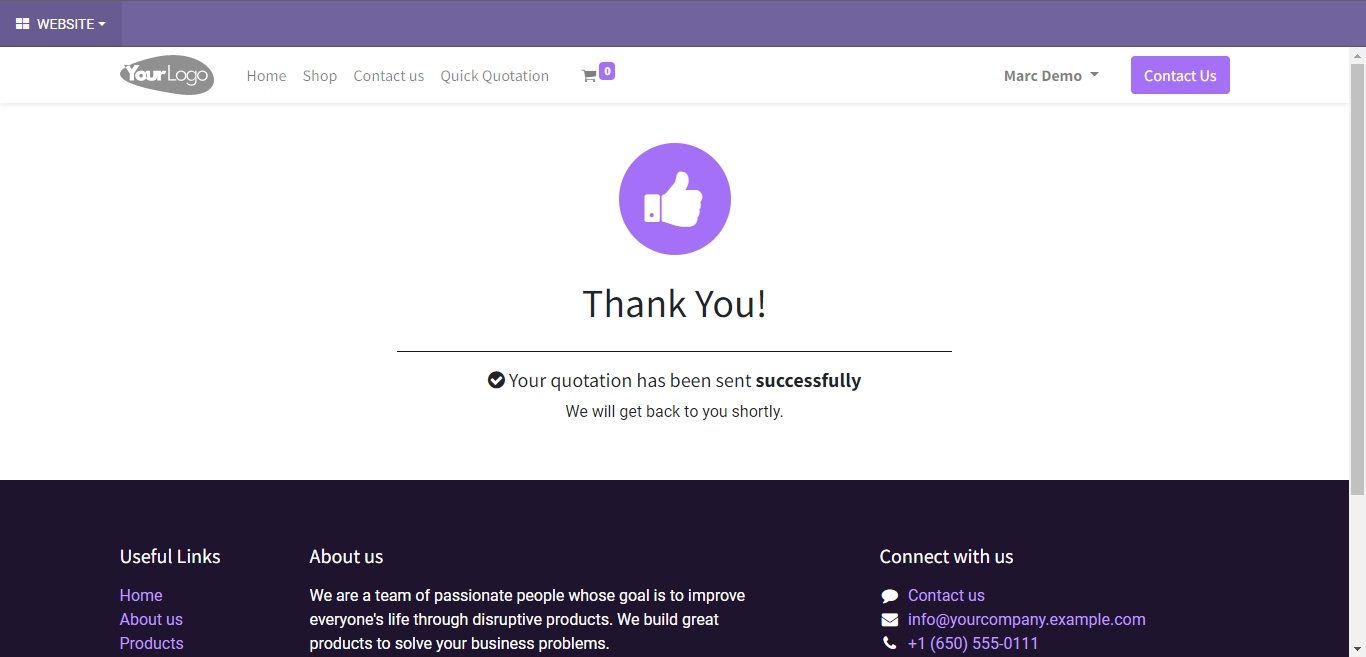 WEBSITE
YourLogo
Home Shop Contact us Quick Quotation 0 Marc Demo Contact Us
Thank You!
Your quotation has been sent successfully
We will get back to you shortly.
Useful Links
Home
About us
Products
About us
We are a team of passionate people whose goal is to improve
everyone's life through disruptive products. We build great
products to solve your business problems.
Connect with us
Contact us
info@yourcompany.example.com
+1 (650) 555-0111